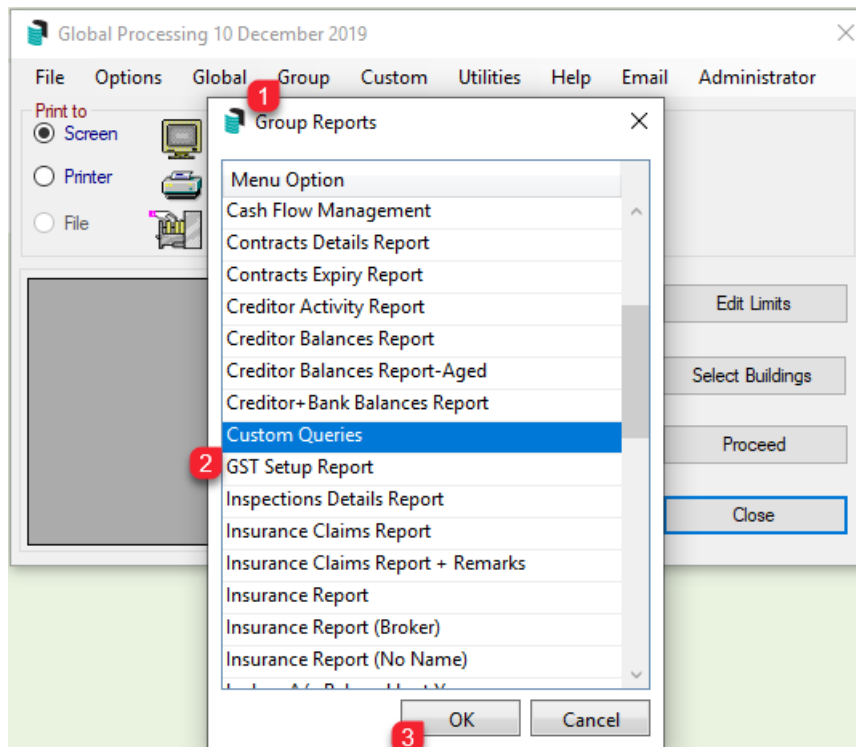 Global Processing 10 December 2019
File Options Global Group Custom Utilities Help Email Administrator
1
Print to
Screen
Printer
File
Group Reports
Menu Option
Cash Flow Management
Contracts Details Report
Contracts Expiry Report
Creditor Activity Report
Creditor Balances Report
Creditor Balances Report-Aged
Creditor+Bank Balances Report
Custom Queries
2
GST Setup Report
Inspections Details Report
Insurance Claims Report
Insurance Claims Report + Remarks
Insurance Report
Insurance Report (Broker)
Insurance Report (No Name)
OK Cancel
3
Edit Limits
Select Buildings
Proceed
Close